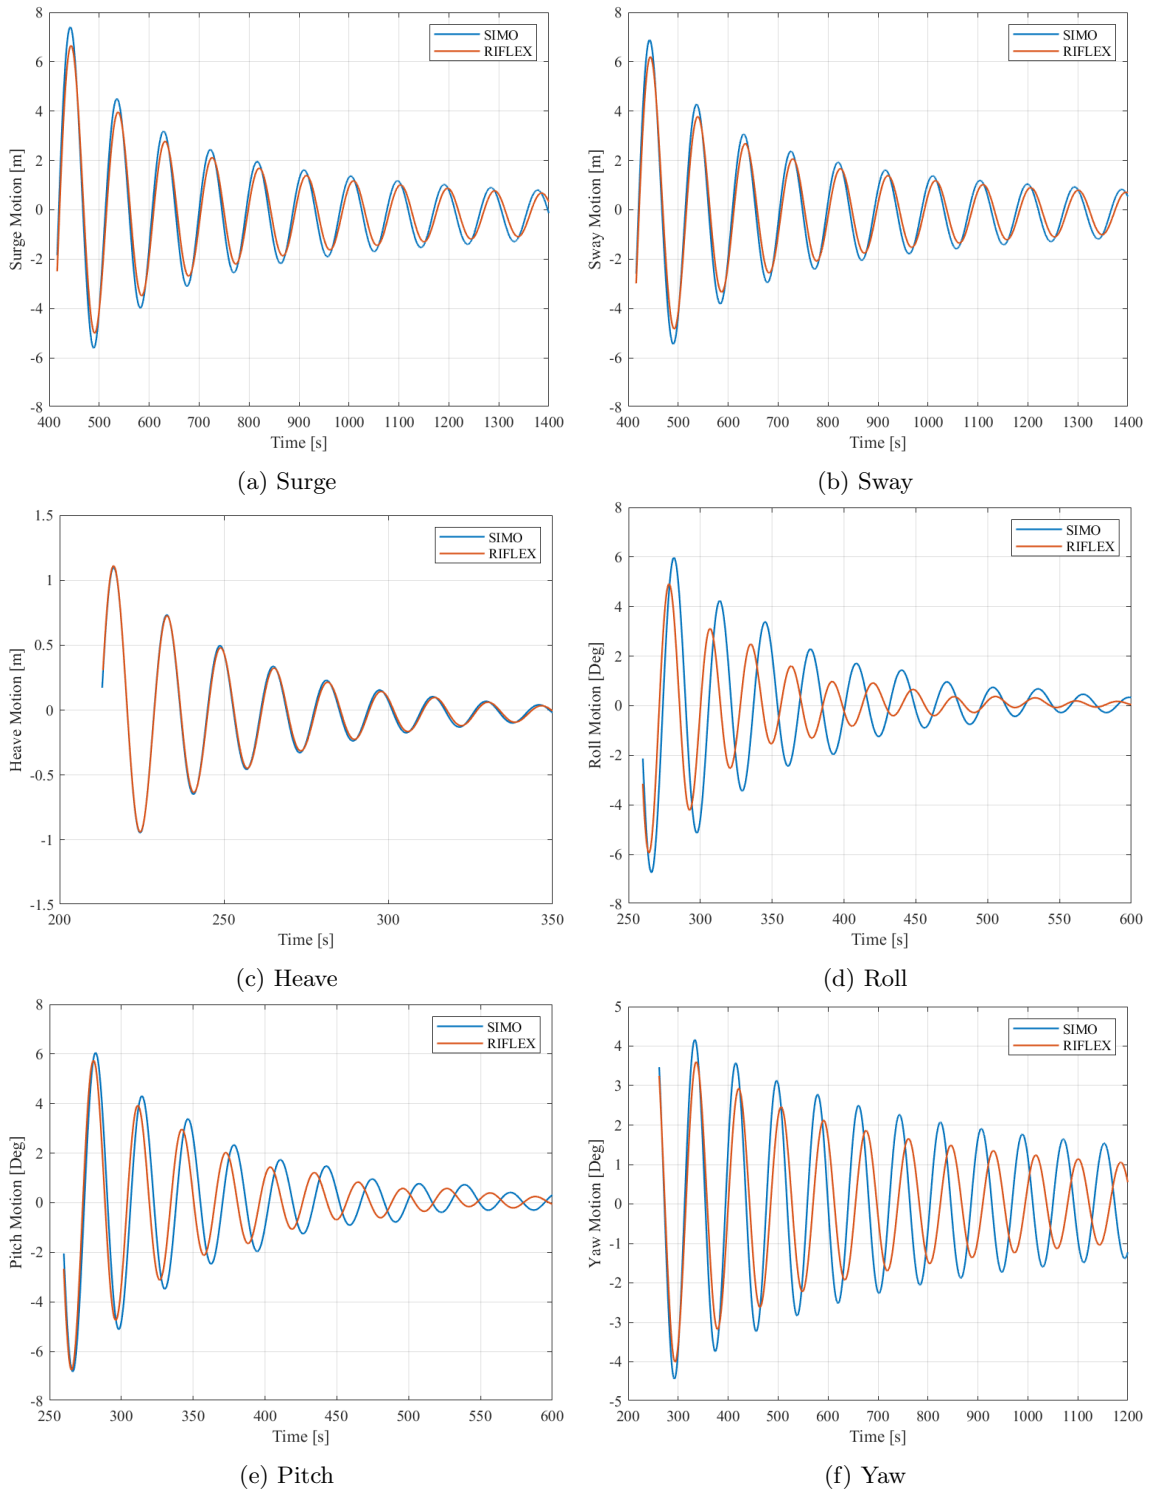 8
6
4
2
0
-2
-4
-6
-8
Surge Motion [m]
SIMO
RIFLEX
400 500 600 700 800 900 1000 1100 1200 1300 1400
Time [s]
(a) Surge
8
6
4
2
0
-2
-4
-6
-8
Sway Motion [m]
SIMO
RIFLEX
400 500 600 700 800 900 1000 1100 1200 1300 1400
Time [s]
(b) Sway
1.5
1
0.5
0
-0.5
-1
-1.5
Heave Motion [m]
SIMO
RIFLEX
200 250 300 350
Time [s]
(c) Heave
8
6
4
2
0
-2
-4
-6
-8
Roll Motion [Deg]
SIMO
RIFLEX
250 300 350 400 450 500 550 600
Time [s]
(d) Roll
8
6
4
2
0
-2
-4
-6
-8
Pitch Motion [Deg]
SIMO
RIFLEX
250 300 350 400 450 500 550 600
Time [s]
(e) Pitch
5
4
3
2
1
0
-1
-2
-3
-4
-5
Yaw Motion [Deg]
SIMO
RIFLEX
200 300 400 500 600 700 800 900 1000 1100 1200
Time [s]
(f) Yaw